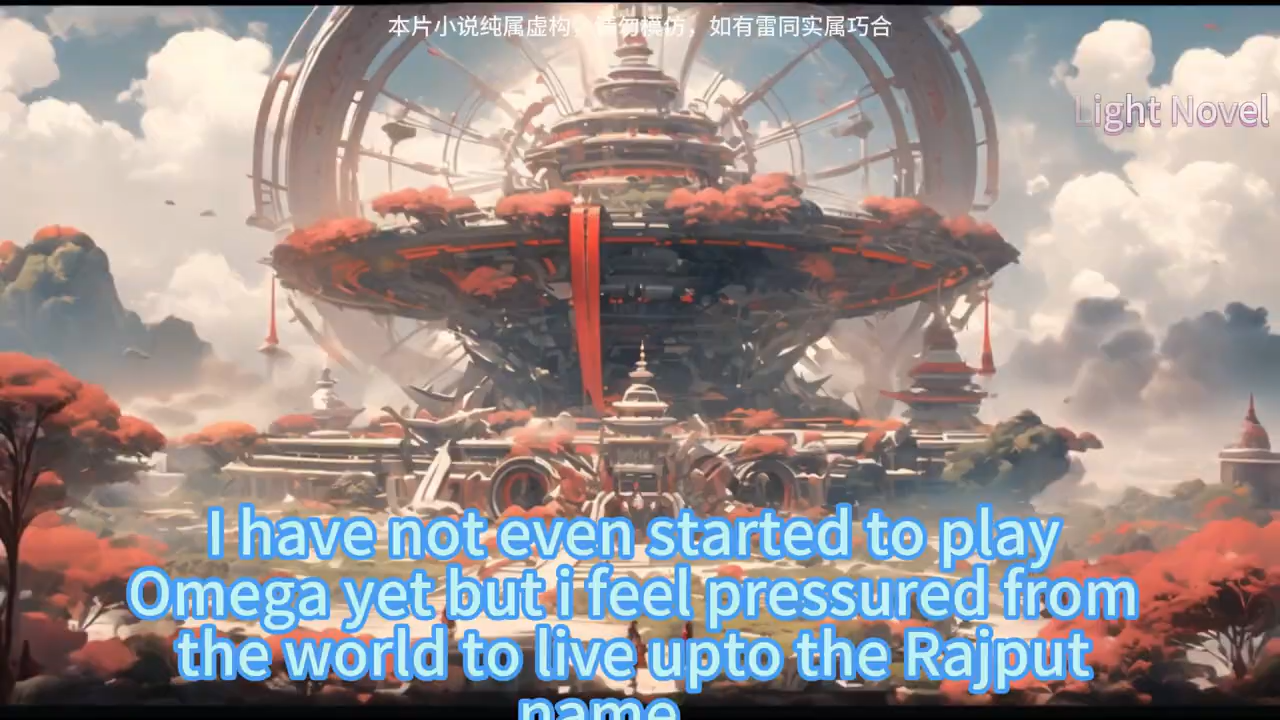 本片小说纯属虚构，请勿模仿，如有雷同实属巧合
Light Novel
I have not even started to play
Omega yet but i feel pressured from
the world to live upto the Rajput
name